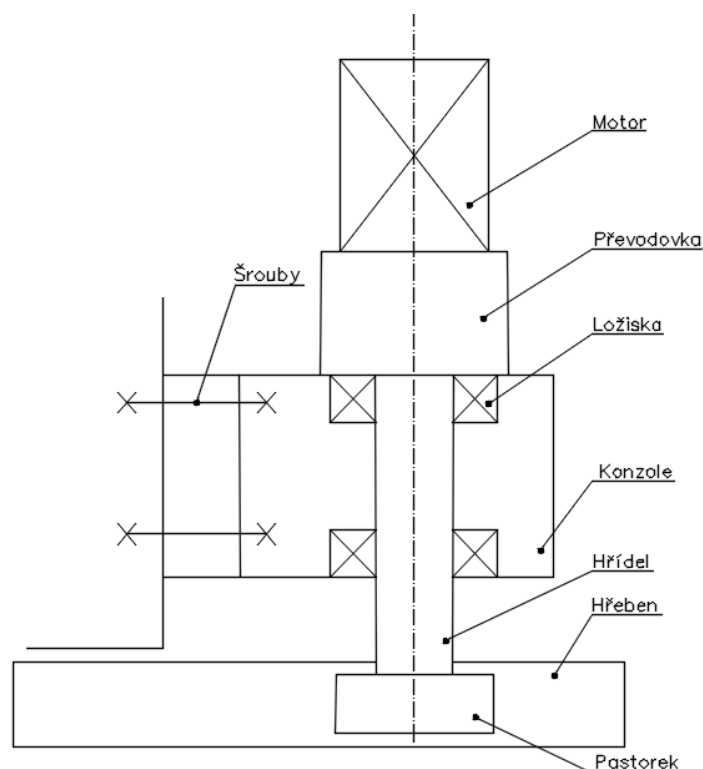 Motor
Převodovka
Šrouby
Ložiska
Konzole
Hřídel
Hřeben
Pastorek